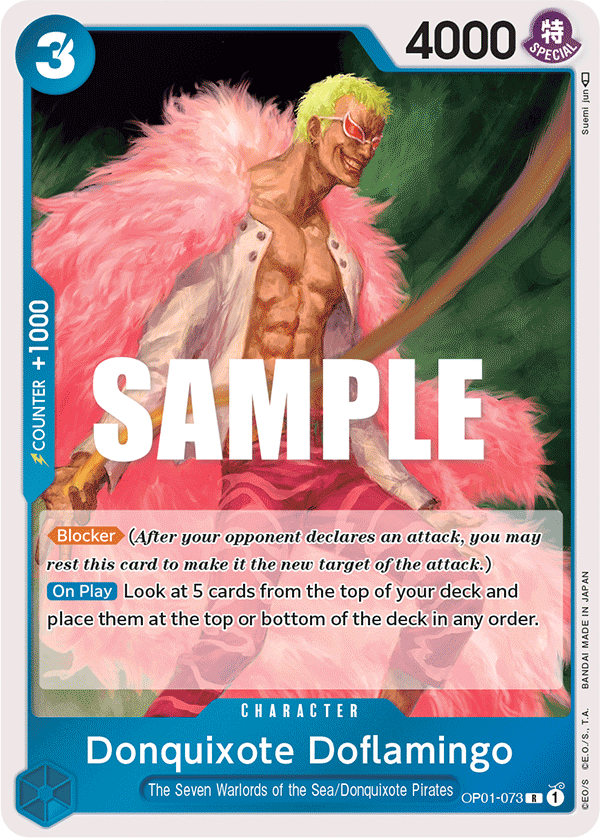 3
4000
特
SPECIAL
Suemi jun
COUNTER +1000
SAMPLE
Blocker (After your opponent declares an attack, you may
rest this card to make it the new target of the attack.)
On Play Look at 5 cards from the top of your deck and
place them at the top or bottom of the deck in any order.
CHARACTER
Donquixote Doflamingo
The Seven Warlords of the Sea/Donquixote Pirates
OP01-073 R 1
©EO/S ©E.O./S., T.A. BANDAI MADE IN JAPAN